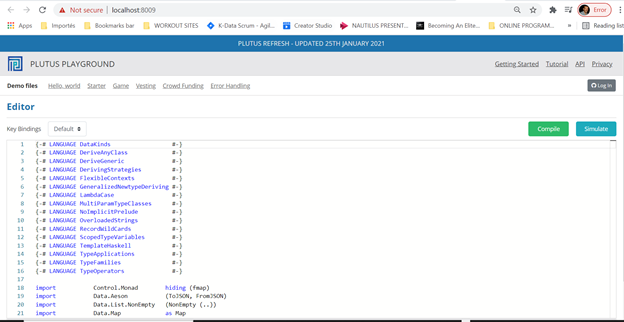 Not secure | localhost:8009
Error
Apps Importés Bookmarks bar WORKOUT SITES K-Data Scrum - Agil... Creator Studio NAUTILUS PRESENT... Becoming An Elite... ONLINE PROGRAM... » Reading list
PLUTUS REFRESH - UPDATED 25TH JANUARY 2021
PLUTUS PLAYGROUND Getting Started Tutorial API Privacy
Demo files Hello, world Starter Game Vesting Crowd Funding Error Handling Log In
Editor
Key Bindings Default Compile Simulate
1 {-# LANGUAGE DataKinds #-}
2 {-# LANGUAGE DeriveAnyClass #-}
3 {-# LANGUAGE DeriveGeneric #-}
4 {-# LANGUAGE DerivingStrategies #-}
5 {-# LANGUAGE FlexibleContexts #-}
6 {-# LANGUAGE GeneralizedNewtypeDeriving #-}
7 {-# LANGUAGE LambdaCase #-}
8 {-# LANGUAGE MultiParamTypeClasses #-}
9 {-# LANGUAGE NoImplicitPrelude #-}
10 {-# LANGUAGE OverloadedStrings #-}
11 {-# LANGUAGE RecordWildCards #-}
12 {-# LANGUAGE ScopedTypeVariables #-}
13 {-# LANGUAGE TemplateHaskell #-}
14 {-# LANGUAGE TypeApplications #-}
15 {-# LANGUAGE TypeFamilies #-}
16 {-# LANGUAGE TypeOperators #-}
17
18 import Control.Monad hiding (fmap)
19 import Data.Aeson (ToJSON, FromJSON)
20 import Data.List.NonEmpty (NonEmpty (..))
21 import Data.Map as Map